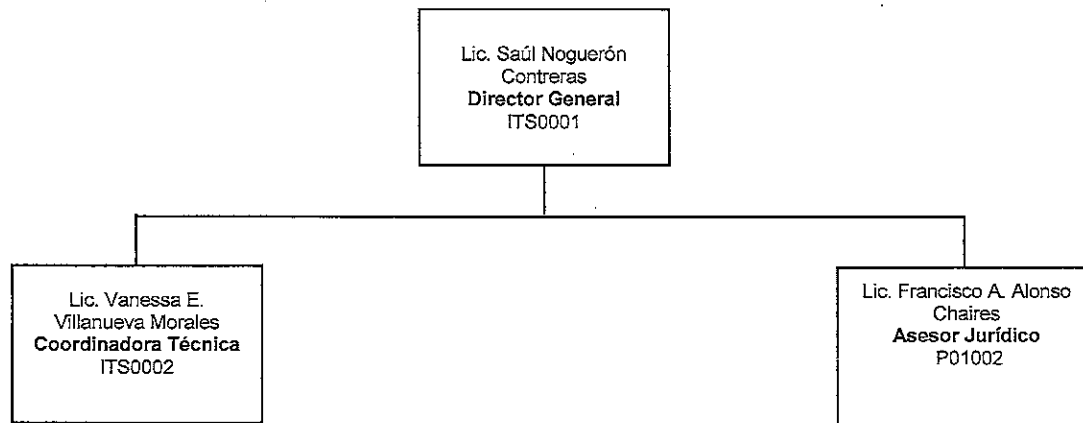 Lic. Saúl Noguerón
Contreras
Director General
ITS0001
Lic. Vanessa E.
Villanueva Morales
Coordinadora Técnica
ITS0002
Lic. Francisco A. Alonso
Chaires
Asesor Jurídico
P01002